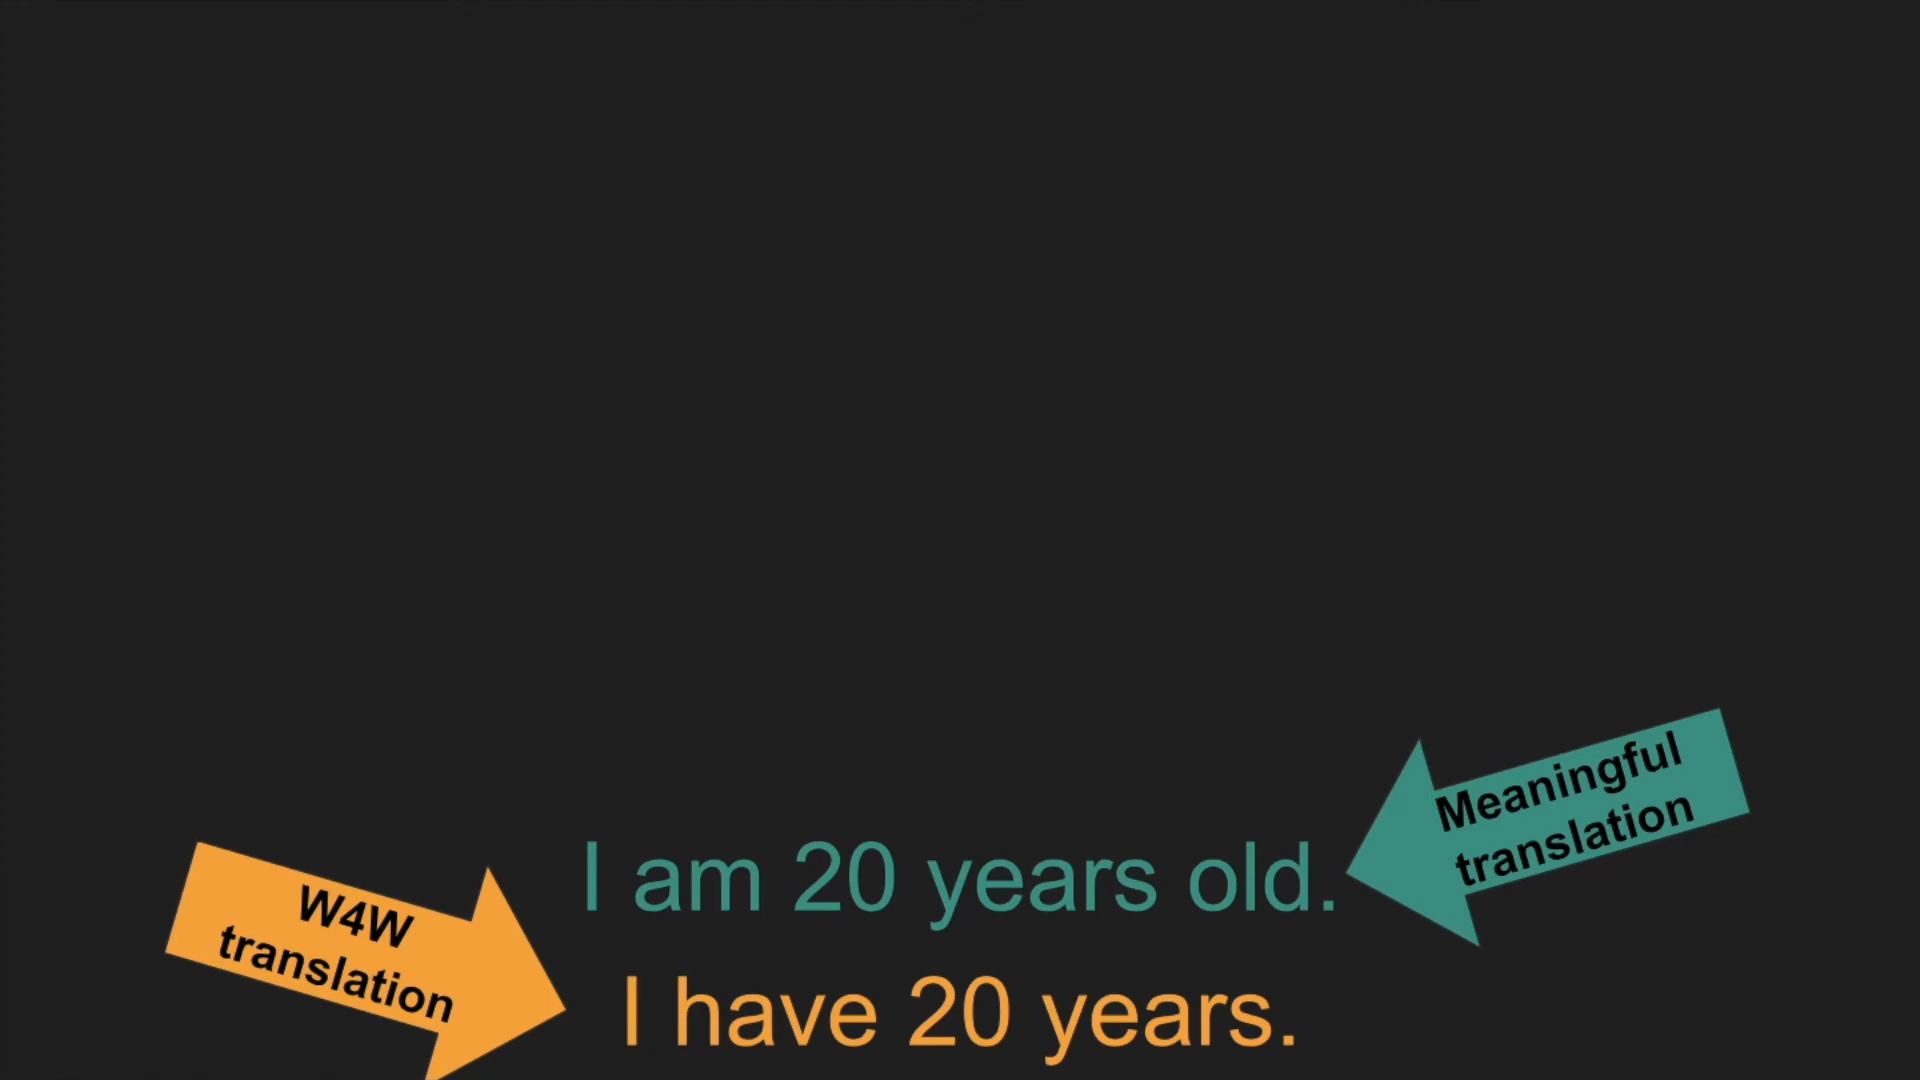 Meaningful
translation
I am 20 years old.
W4W
translation
I have 20 years.